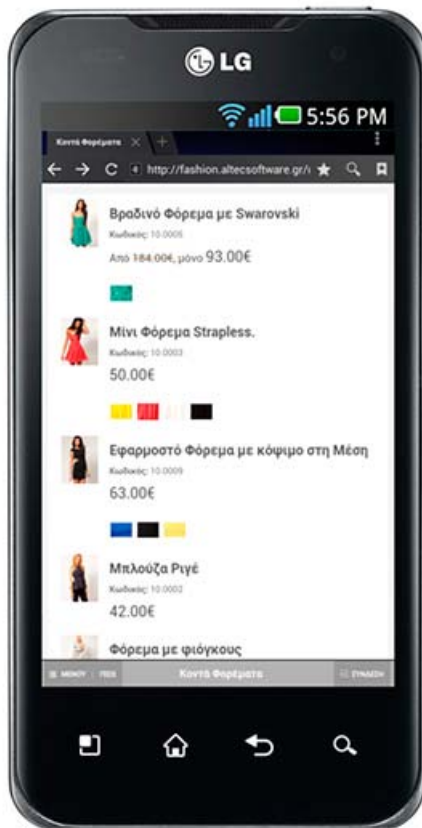 LG
5:56 PM
Κοντά Φορέματα
http://fashion.altecsoftware.gr/
Βραδινό Φόρεμα με Swarovski
Κωδικός: 10.0005
Από 184.00€, μόνο 93.00€
Μίνι Φόρεμα Strapless.
Κωδικός: 10.0003
50.00€
Εφαρμοστό Φόρεμα με κόψιμο στη Μέση
Κωδικός: 10.0009
63.00€
Μπλούζα Ριγέ
Κωδικός: 10.0002
42.00€
Φόρεμα με φιόγκους
ΜΕΝΟΥ Κοντά Φορέματα ΣΥΝΔΕΣΗ